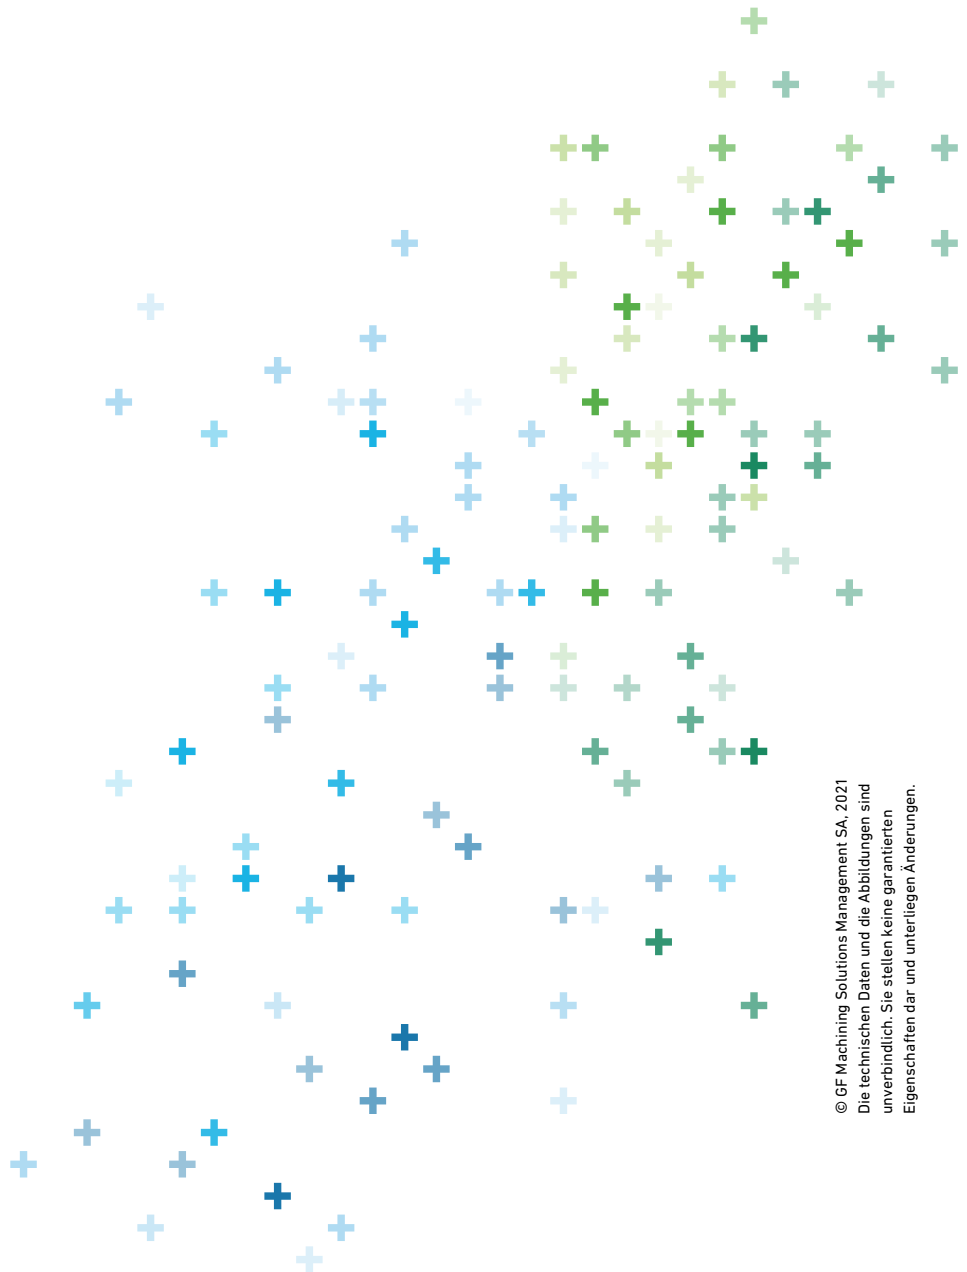 © GF Machining Solutions Management SA, 2021
Die technischen Daten und die Abbildungen sind
unverbindlich. Sie stellen keine garantierten
Eigenschaften dar und unterliegen Änderungen.